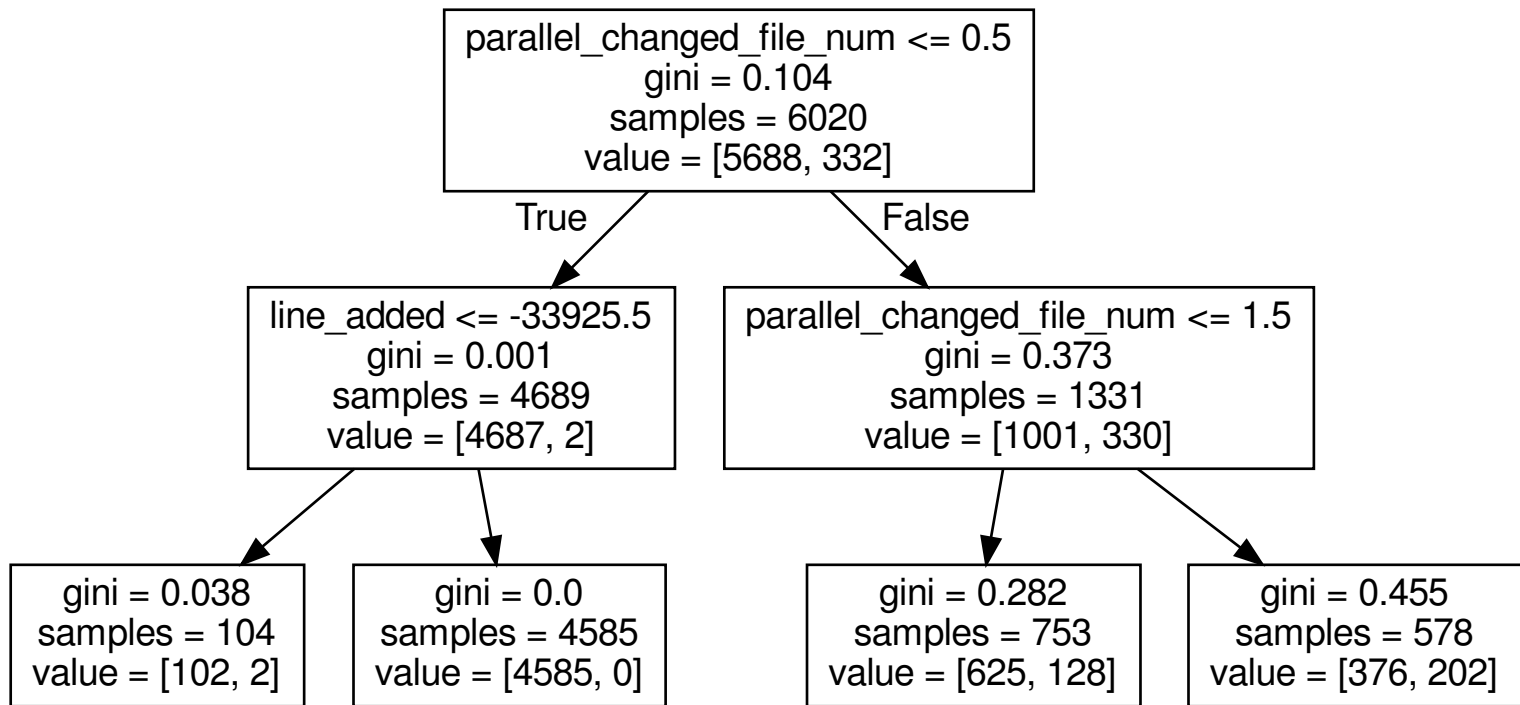 parallel_changed_file_num <= 0.5
gini = 0.104
samples = 6020
value = [5688, 332]
True
False
line_added <= -33925.5
gini = 0.001
samples = 4689
value = [4687, 2]
parallel_changed_file_num <= 1.5
gini = 0.373
samples = 1331
value = [1001, 330]
gini = 0.038
samples = 104
value = [102, 2]
gini = 0.0
samples = 4585
value = [4585, 0]
gini = 0.282
samples = 753
value = [625, 128]
gini = 0.455
samples = 578
value = [376, 202]